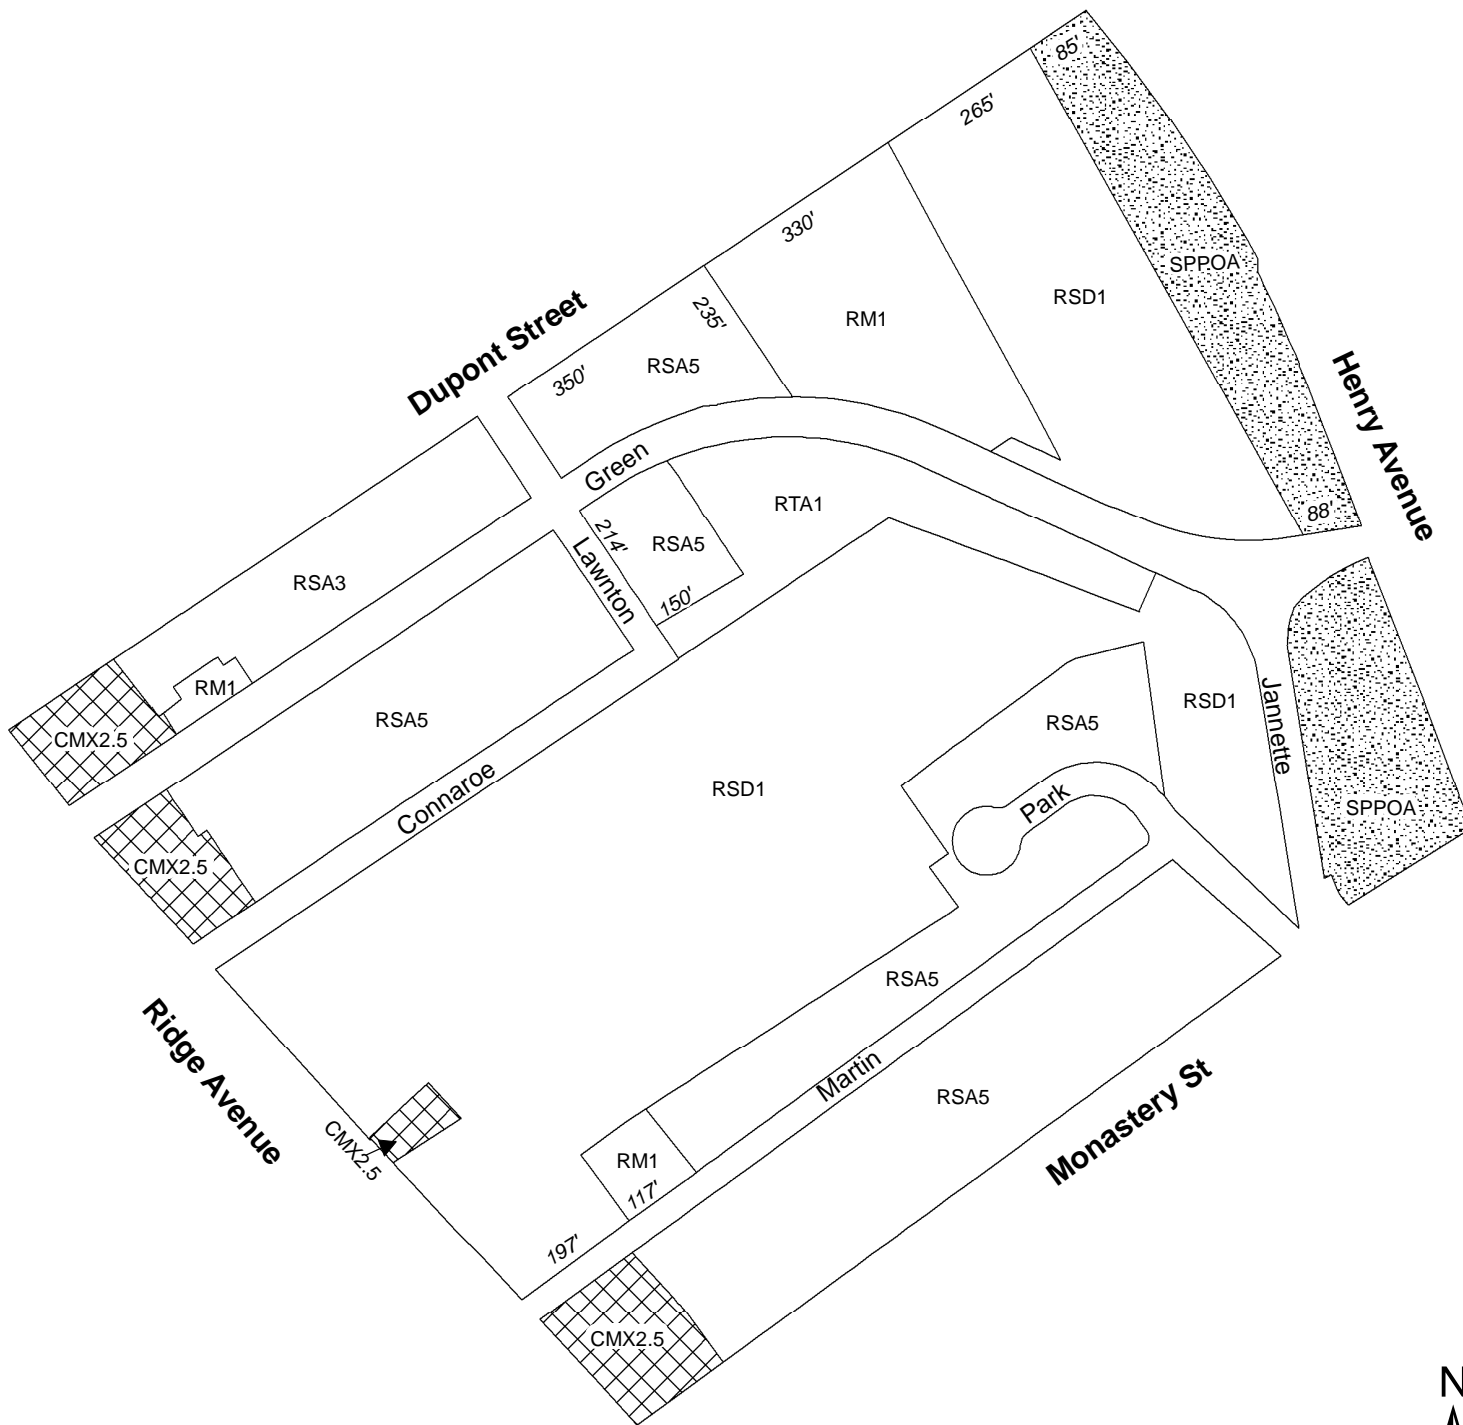 85'
265'
330'
SPPOA
RSD1
235'
RM1
Dupont Street
RSA5
350'
Henry Avenue
Green
RTA1
88'
214'
RSA5
Lawnton
RSA3
150'
RM1
RSD1
Jannette
RSA5
RSA5
CMX2.5
RSD1
Park
Connaroe
SPPOA
CMX2.5
RSA5
Ridge Avenue
Martin
RSA5
Monastery St
CMX2.5
RM1
117'
197'
CMX2.5
N